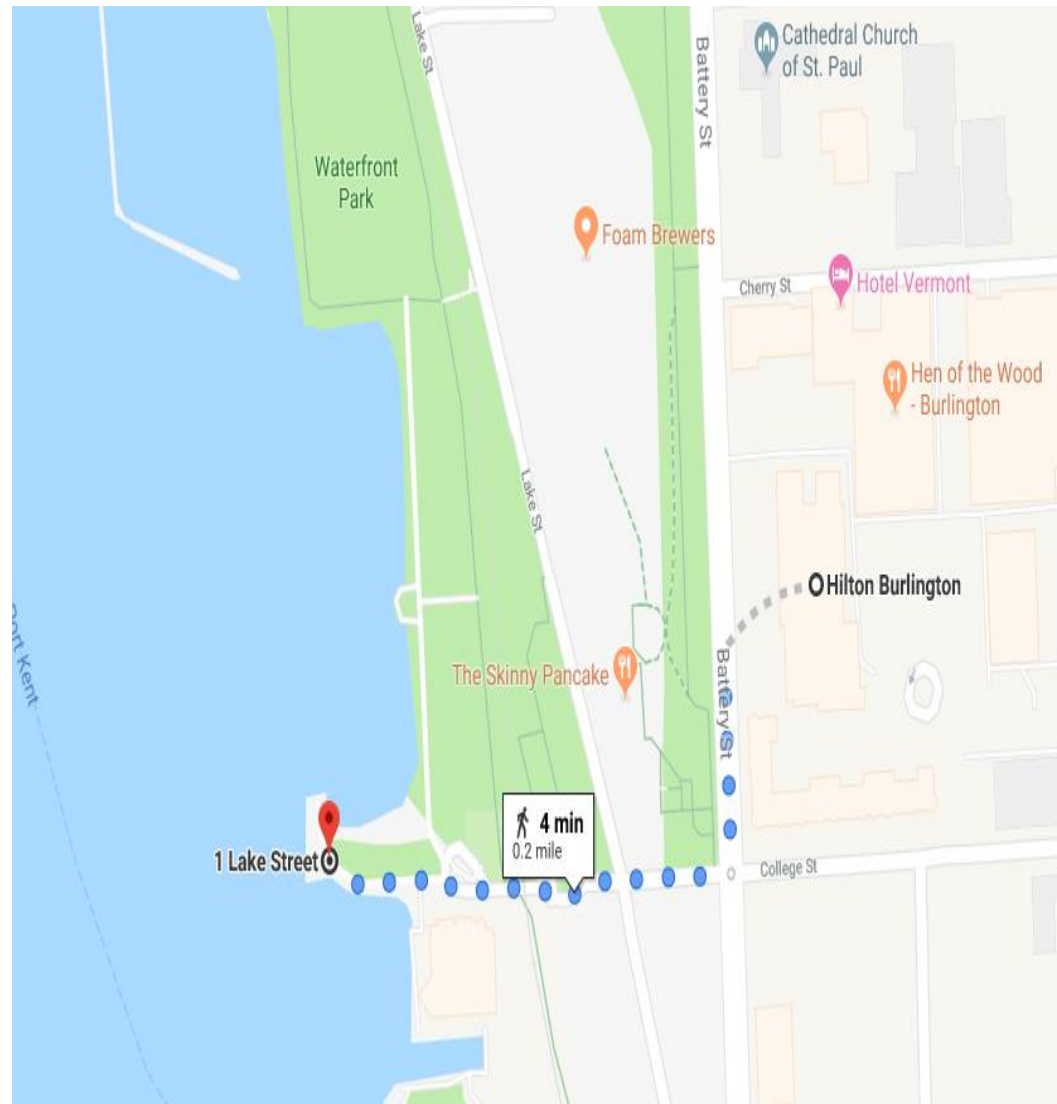 Lake St
Battery St
Cathedral Church
of St. Paul
Waterfront
Park
Foam Brewers
Cherry St
Hotel Vermont
Hen of the Wood
- Burlington
Lake St
Hilton Burlington
Port Kent
The Skinny Pancake
Battery St
4 min
0.2 mile
1 Lake Street
College St